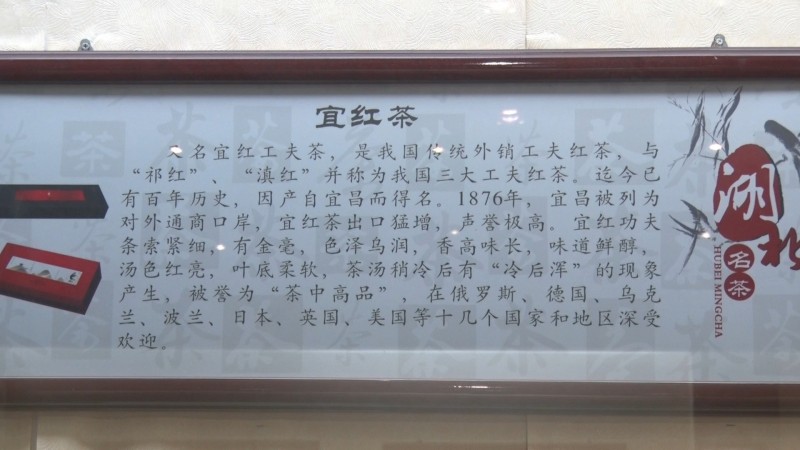 宜红茶
又名宜红工夫茶，是我国传统外销工夫红茶，与
“祁红”、“滇红”并称为我国三大工夫红茶。迄今已
有百年历史，因产自宜昌而得名。1876年，宜昌被列为
对外通商口岸，宜红茶出口猛增，声誉极高。宜红功夫
条索紧细，有金毫，色泽乌润，香高味长，味道鲜醇，
汤色红亮，叶底柔软，茶汤稍冷后有“冷后浑”的现象
产生，被誉为“茶中高品”，在俄罗斯、德国、乌克
兰、波兰、日本、英国、美国等十几个国家和地区深受
欢迎。
湖北
名茶
HUBEI MINGCHA